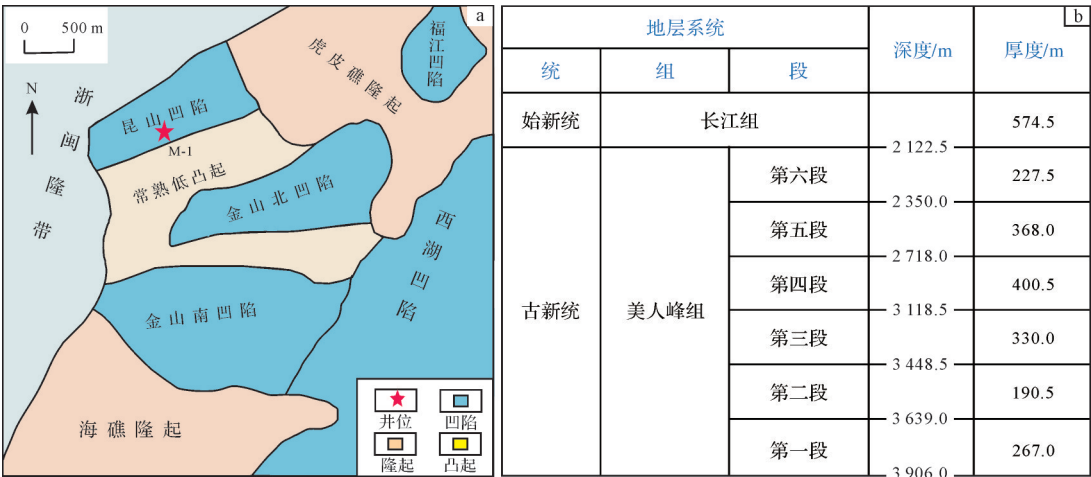 a
0 500 m
N
浙闽隆带
虎皮礁隆起
福江凹陷
昆山凹陷
M-1
常熟低凸起
金山北凹陷
西湖凹陷
金山南凹陷
海礁隆起
井位 凹陷
隆起 凸起
b
地层系统 深度/m 厚度/m
统 组 段
始新统 长江组 574.5
2 122.5
第六段 227.5
2 350.0
第五段 368.0
2 718.0
第四段 400.5
3 118.5
古新统 美人峰组
第三段 330.0
3 448.5
第二段 190.5
3 639.0
第一段 267.0
3 906.0